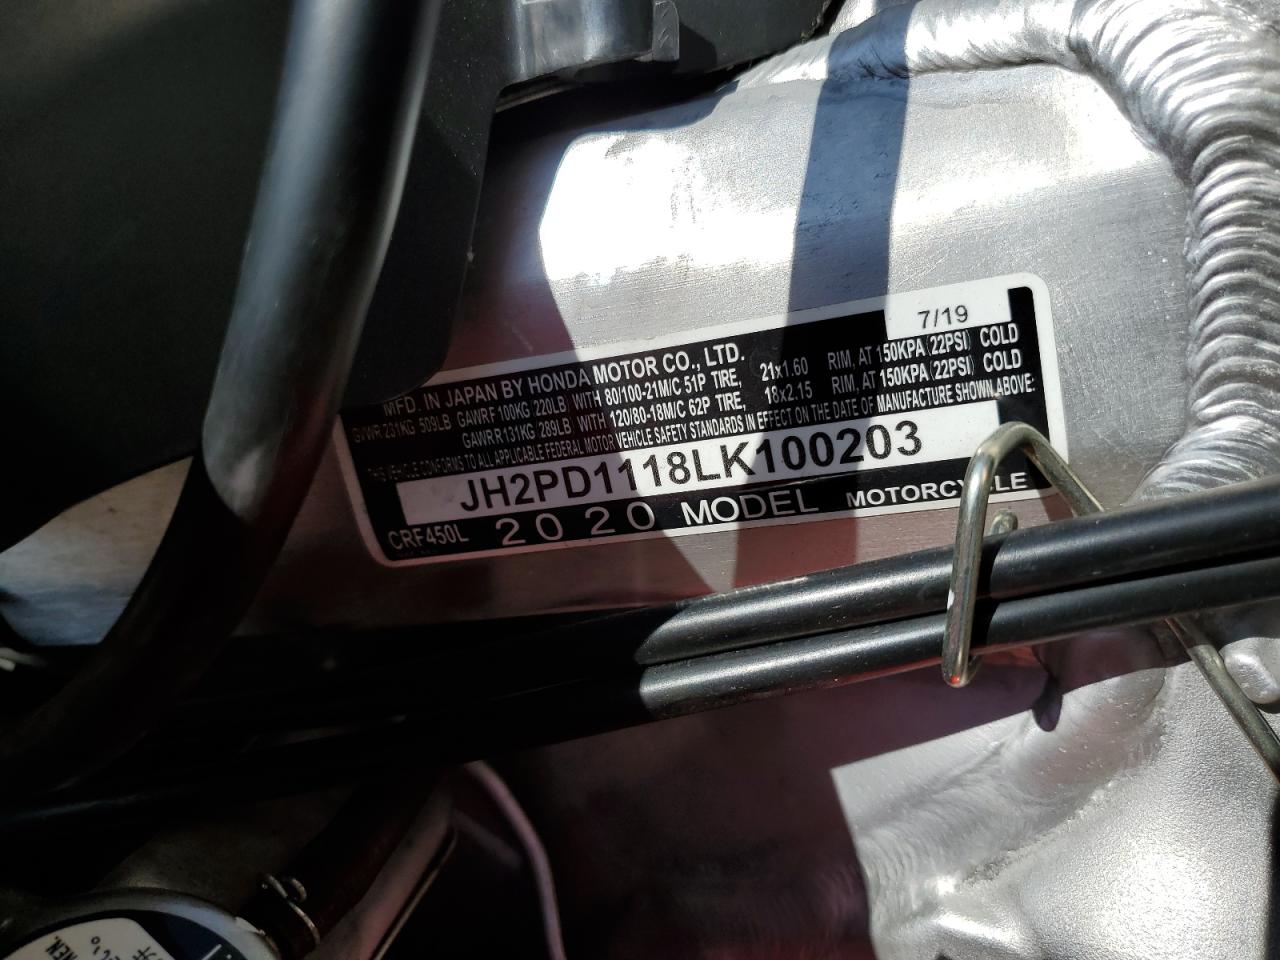 7/19
MFD. IN JAPAN BY HONDA MOTOR CO., LTD.
GVWR 231KG 509LB GAWRF 100KG 220LB WITH 80/100-21M/C 51P TIRE, 21x1.60 RIM, AT 150KPA (22PSI) COLD
GAWRR 131KG 289LB WITH 120/80-18M/C 62P TIRE, 18x2.15 RIM, AT 150KPA (22PSI) COLD
THIS VEHICLE CONFORMS TO ALL APPLICABLE FEDERAL MOTOR VEHICLE SAFETY STANDARDS IN EFFECT ON THE DATE OF MANUFACTURE SHOWN ABOVE.
JH2PD1118LK100203
CRF450L 2020 MODEL MOTORCYCLE